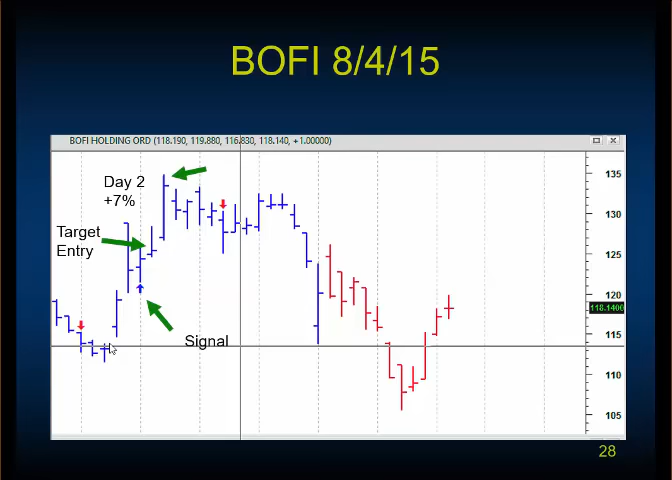 BOFI 8/4/15
BOFI HOLDING ORD (118.190, 119.880, 116.830, 118.140, +1.00000)
Day 2
+7%
Target
Entry
Signal
135
130
125
120
118.1400
115
110
105
28